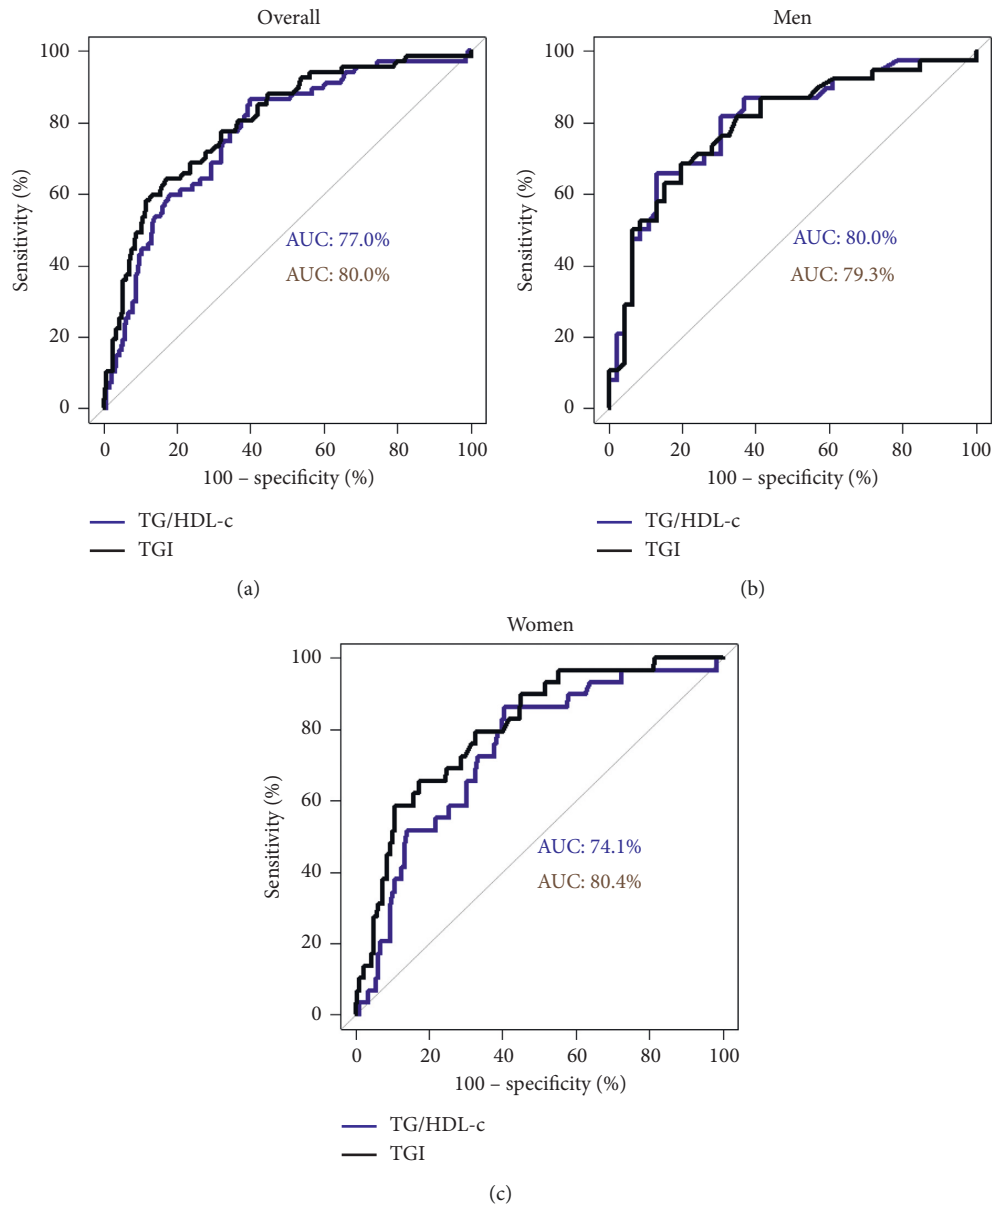 Overall
100
80
60
40
20
0
Sensitivity (%)
AUC: 77.0%
AUC: 80.0%
0 20 40 60 80 100
100 – specificity (%)
TG/HDL-c
TGI
(a)
Men
100
80
60
40
20
0
Sensitivity (%)
AUC: 80.0%
AUC: 79.3%
0 20 40 60 80 100
100 – specificity (%)
TG/HDL-c
TGI
(b)
Women
100
80
60
40
20
0
Sensitivity (%)
AUC: 74.1%
AUC: 80.4%
0 20 40 60 80 100
100 – specificity (%)
TG/HDL-c
TGI
(c)